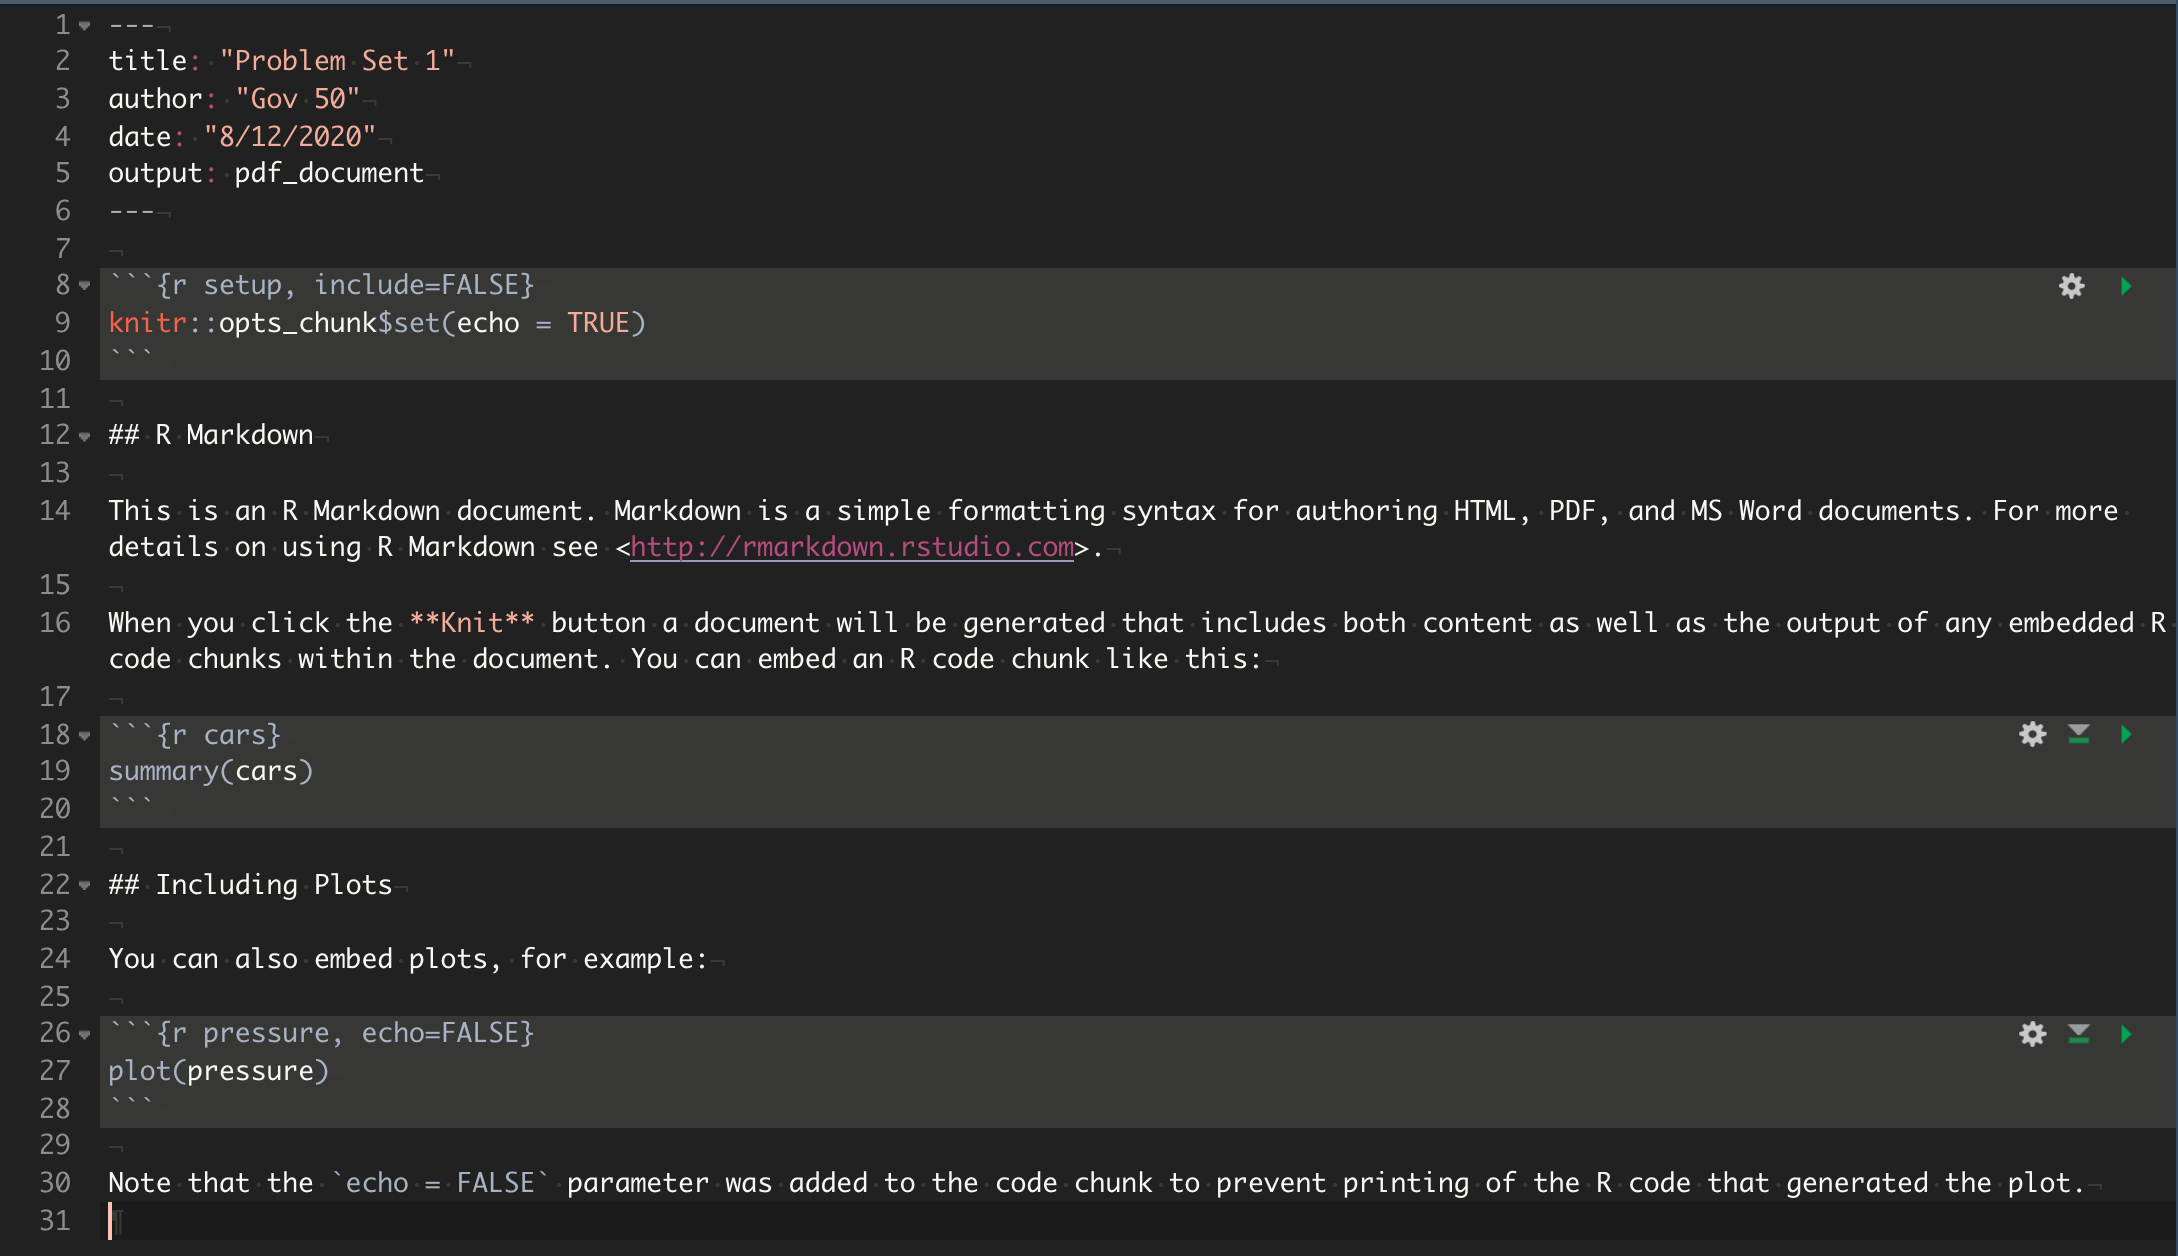 1 ---
2 title: "Problem Set 1"
3 author: "Gov 50"
4 date: "8/12/2020"
5 output: pdf_document
6 ---
7
8 ```{r setup, include=FALSE}
9 knitr::opts_chunk$set(echo = TRUE)
10 ```
11
12 ## R Markdown
13
14 This is an R Markdown document. Markdown is a simple formatting syntax for authoring HTML, PDF, and MS Word documents. For more
details on using R Markdown see <http://rmarkdown.rstudio.com>.
15
16 When you click the **Knit** button a document will be generated that includes both content as well as the output of any embedded R
code chunks within the document. You can embed an R code chunk like this:
17
18 ```{r cars}
19 summary(cars)
20 ```
21
22 ## Including Plots
23
24 You can also embed plots, for example:
25
26 ```{r pressure, echo=FALSE}
27 plot(pressure)
28 ```
29
30 Note that the `echo = FALSE` parameter was added to the code chunk to prevent printing of the R code that generated the plot.
31